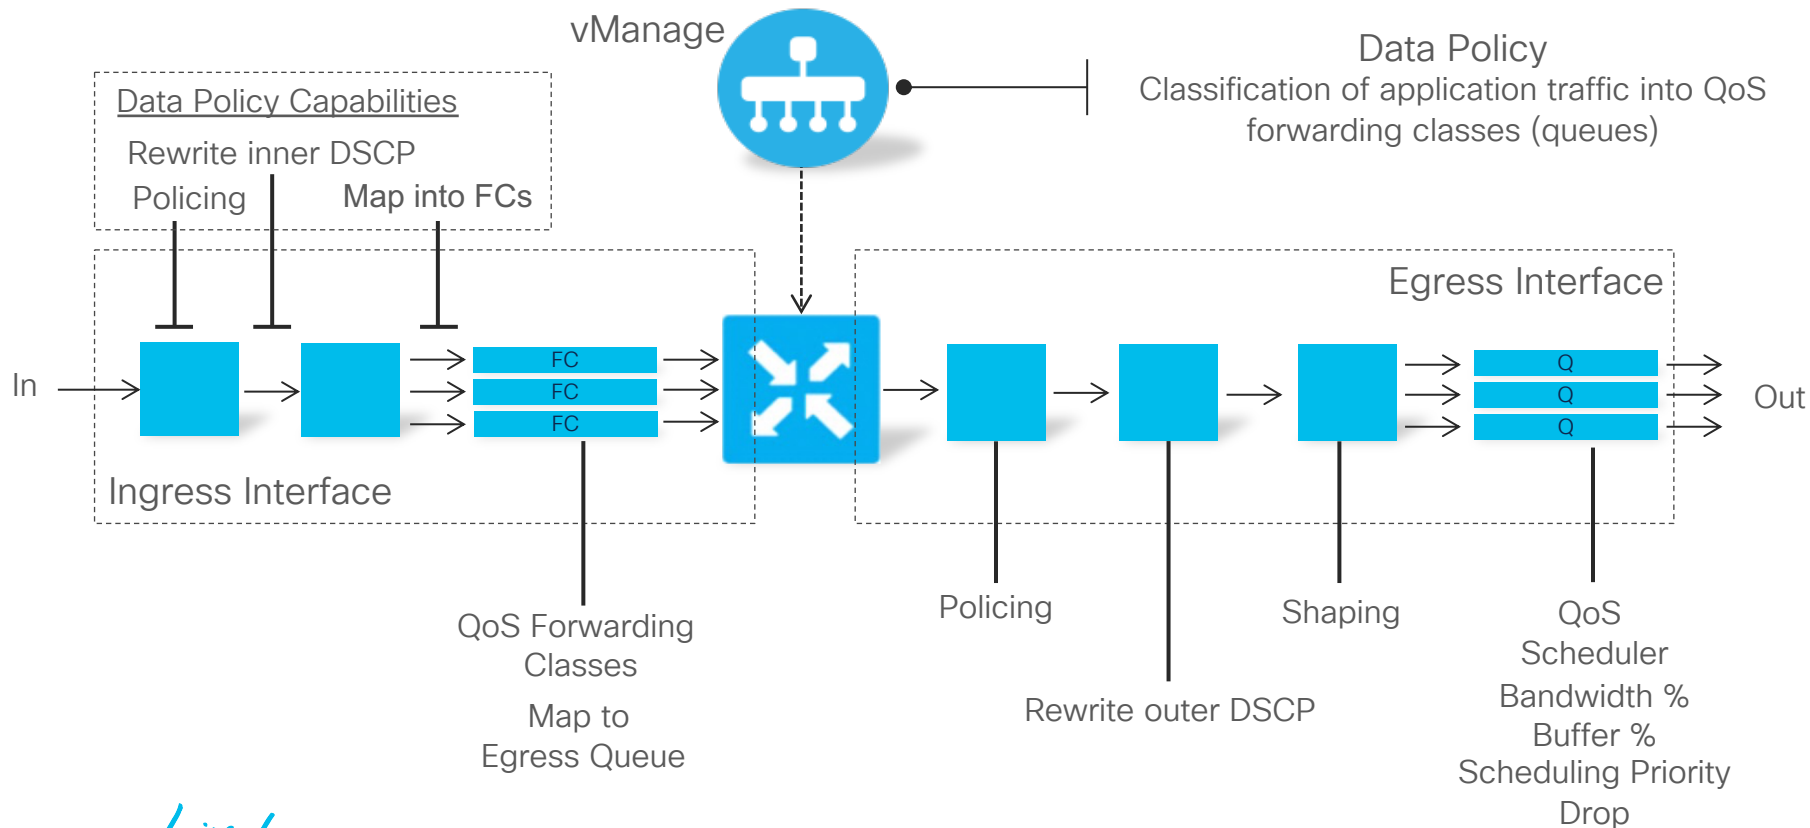 vManage
Data Policy
Classification of application traffic into QoS
forwarding classes (queues)
Data Policy Capabilities
Rewrite inner DSCP
Policing
Map into FCs
Egress Interface
In
FC
FC
FC
Q
Q
Q
Out
Ingress Interface
QoS Forwarding
Classes
Map to
Egress Queue
Policing
Rewrite outer DSCP
Shaping
QoS
Scheduler
Bandwidth %
Buffer %
Scheduling Priority
Drop